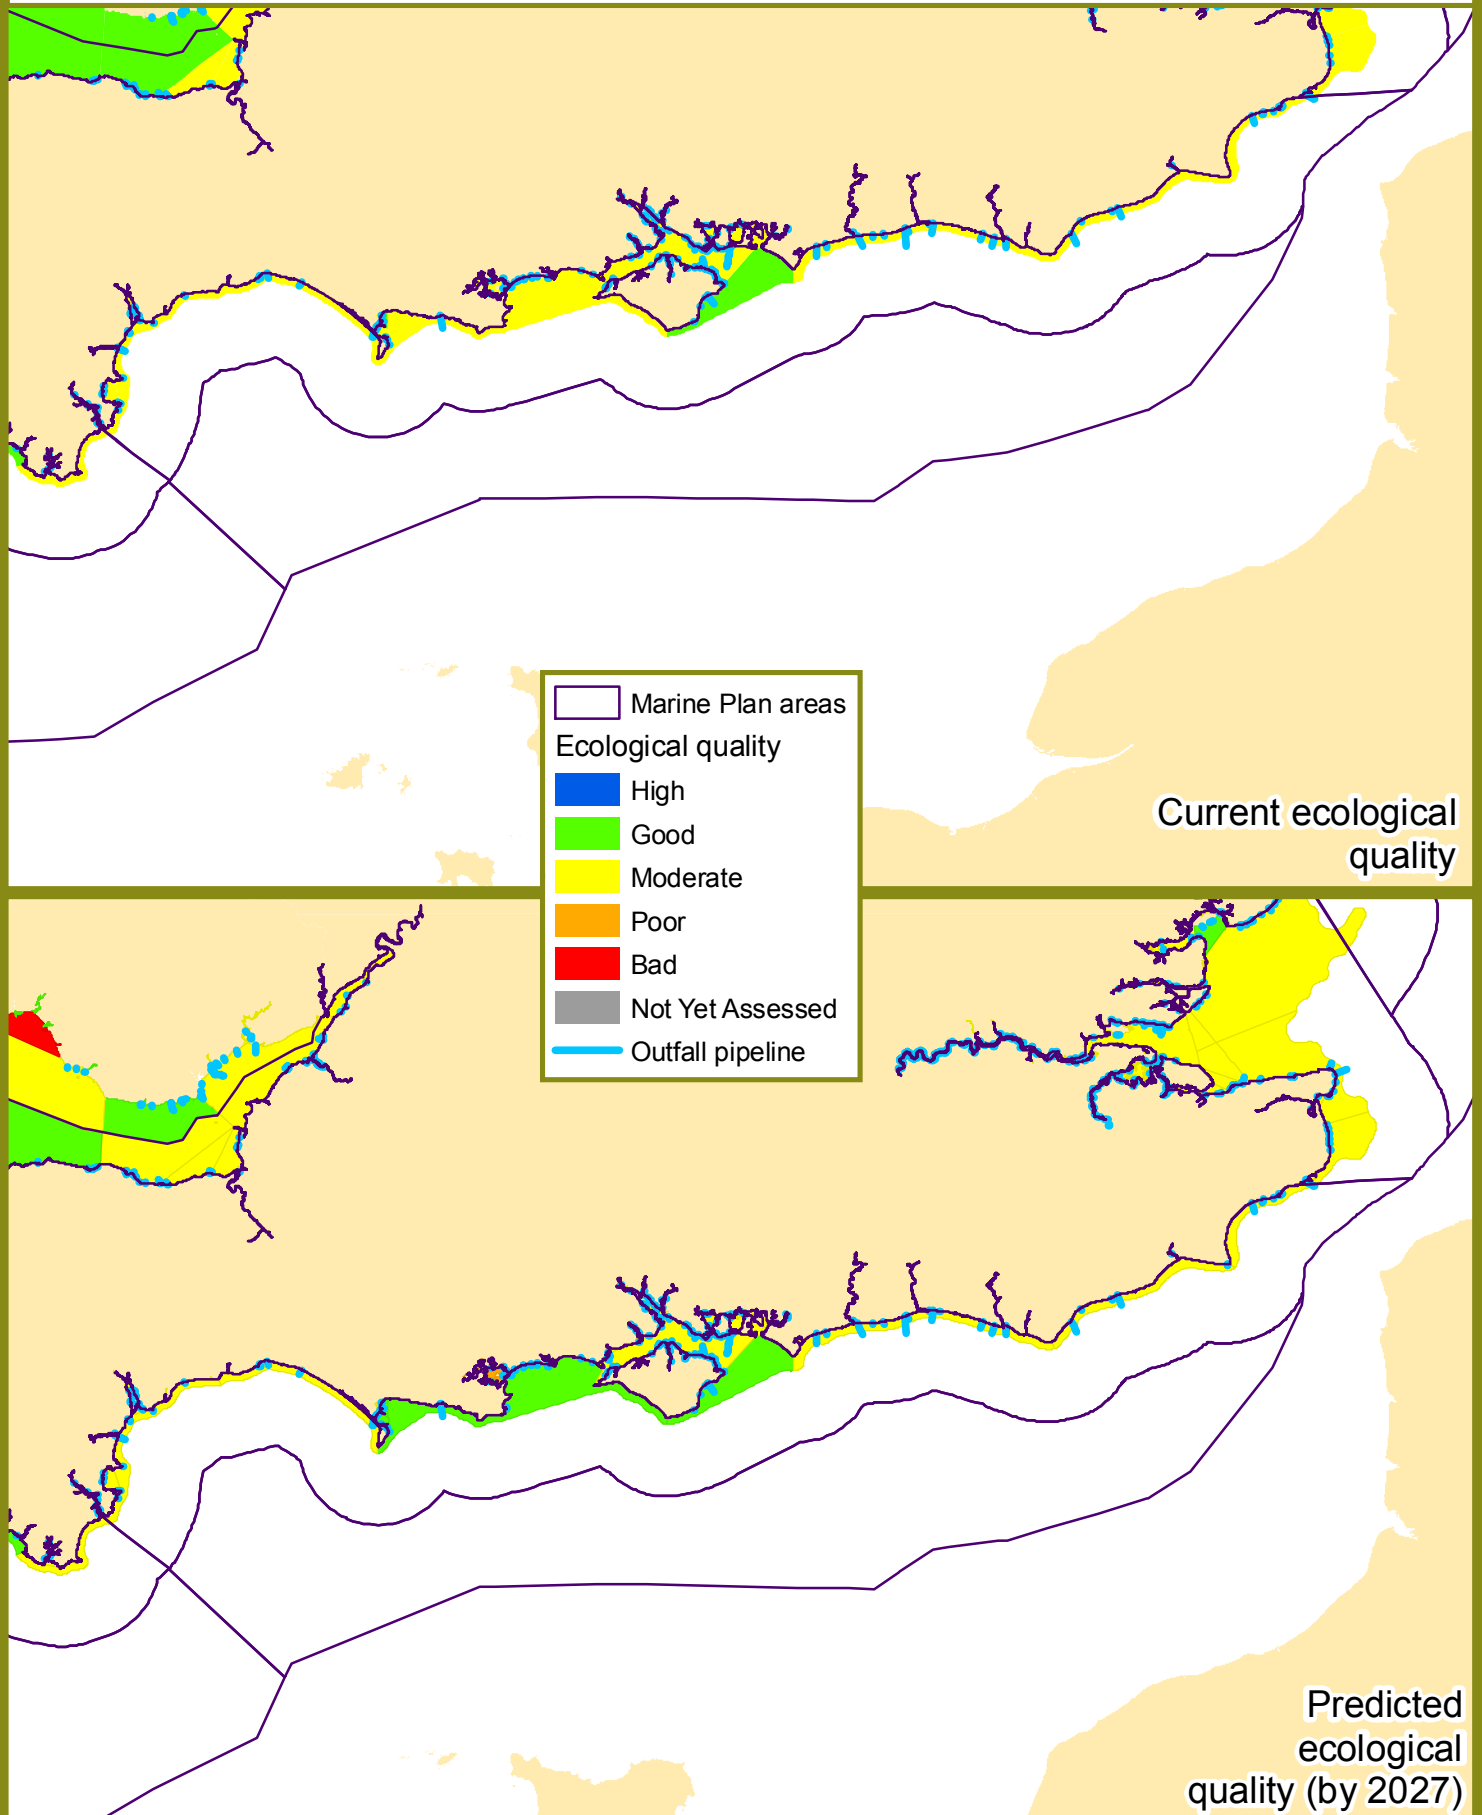 Marine Plan areas
Ecological quality
High
Good
Moderate
Poor
Bad
Not Yet Assessed
Outfall pipeline
Current ecological
quality
Predicted
ecological
quality (by 2027)